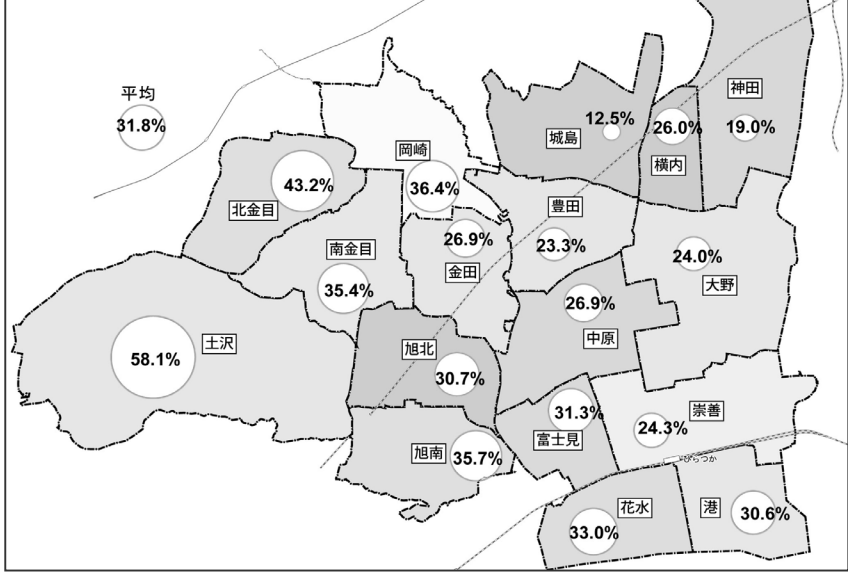 平均
31.8%
神田
19.0%
12.5%
城島
26.0%
横内
岡崎
36.4%
43.2%
北金目
豊田
23.3%
南金目
35.4%
26.9%
金田
24.0%
大野
26.9%
中原
58.1%
土沢
旭北
30.7%
31.3%
富士見
崇善
24.3%
ひらつか
旭南
35.7%
花水
33.0%
港
30.6%